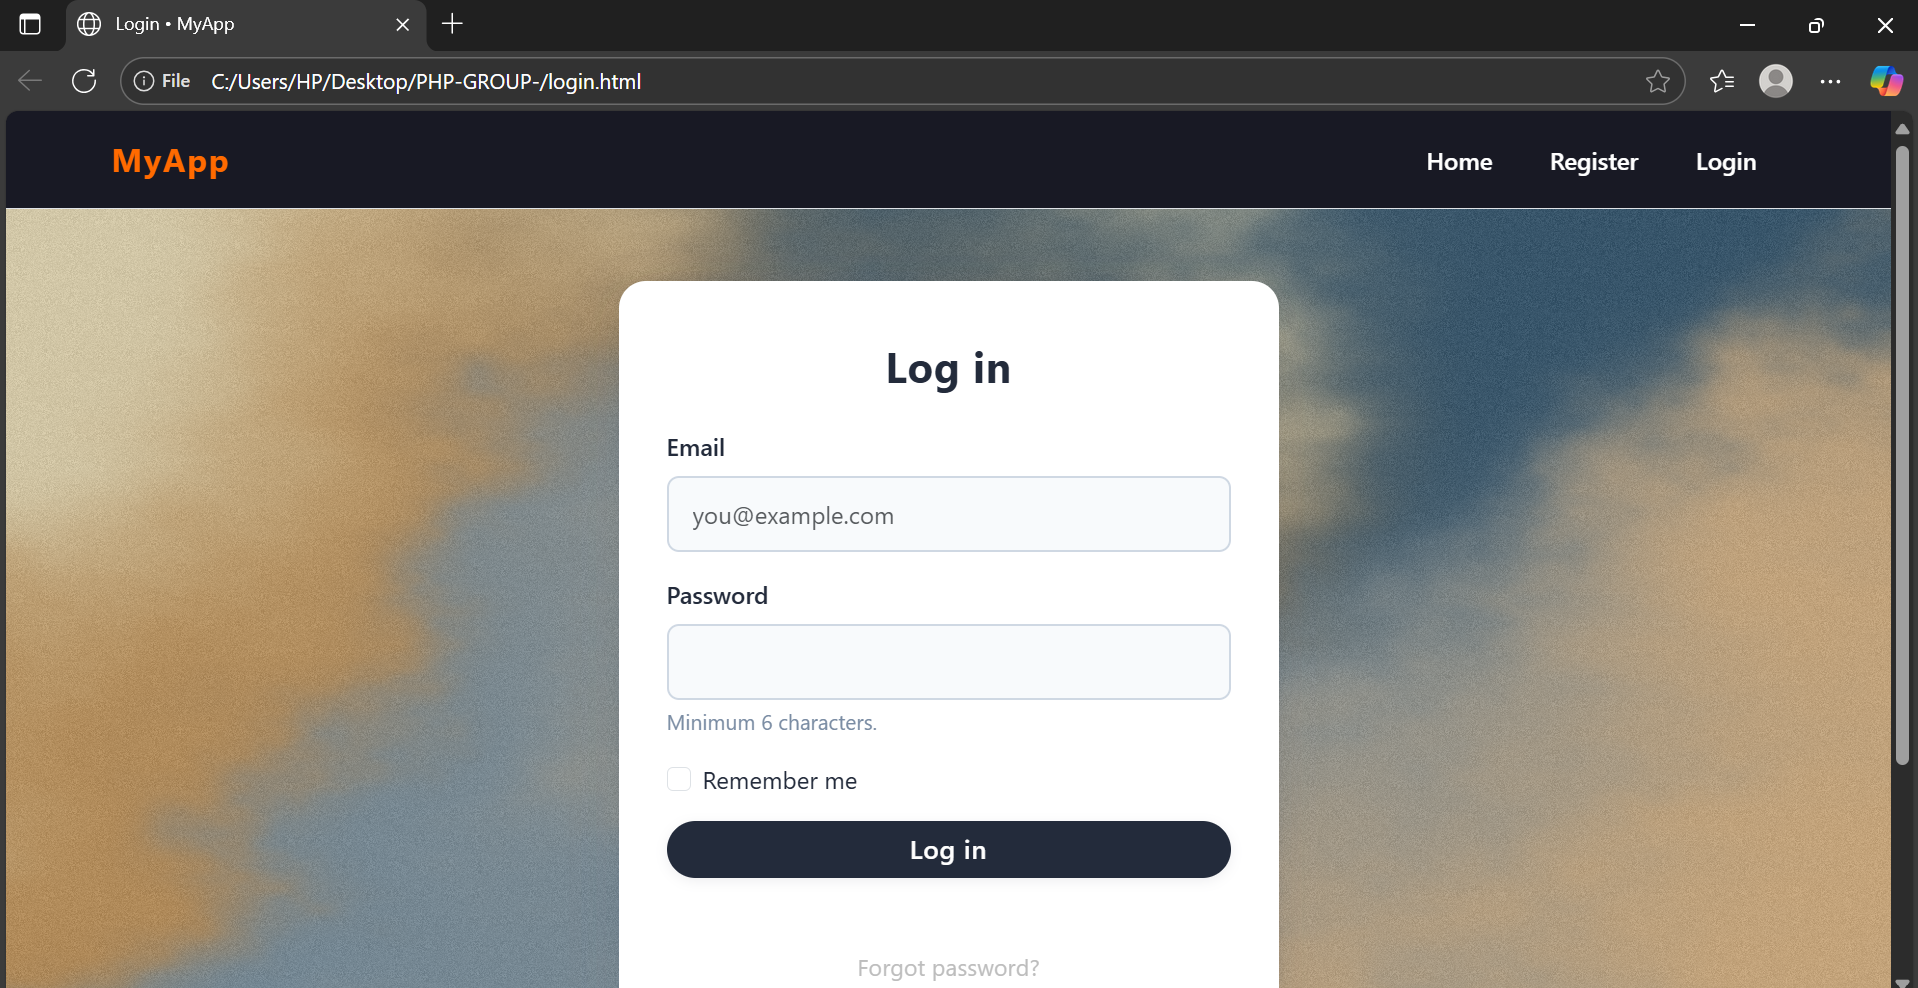 Login • MyApp
File C:/Users/HP/Desktop/PHP-GROUP-/login.html
MyApp Home Register Login
Log in
Email
you@example.com
Password
Minimum 6 characters.
Remember me
Log in
Forgot password?